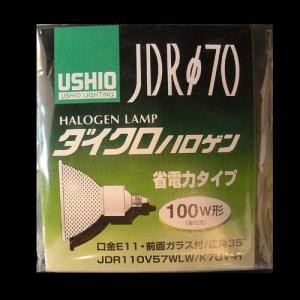 USHIO
USHIO LIGHTING
JDRφ70
HALOGEN LAMP
ダイクロハロゲン
省電力タイプ
100W形
口金E11・前面ガラス付/広角35°
JDR110V57WLW/K7UV-H